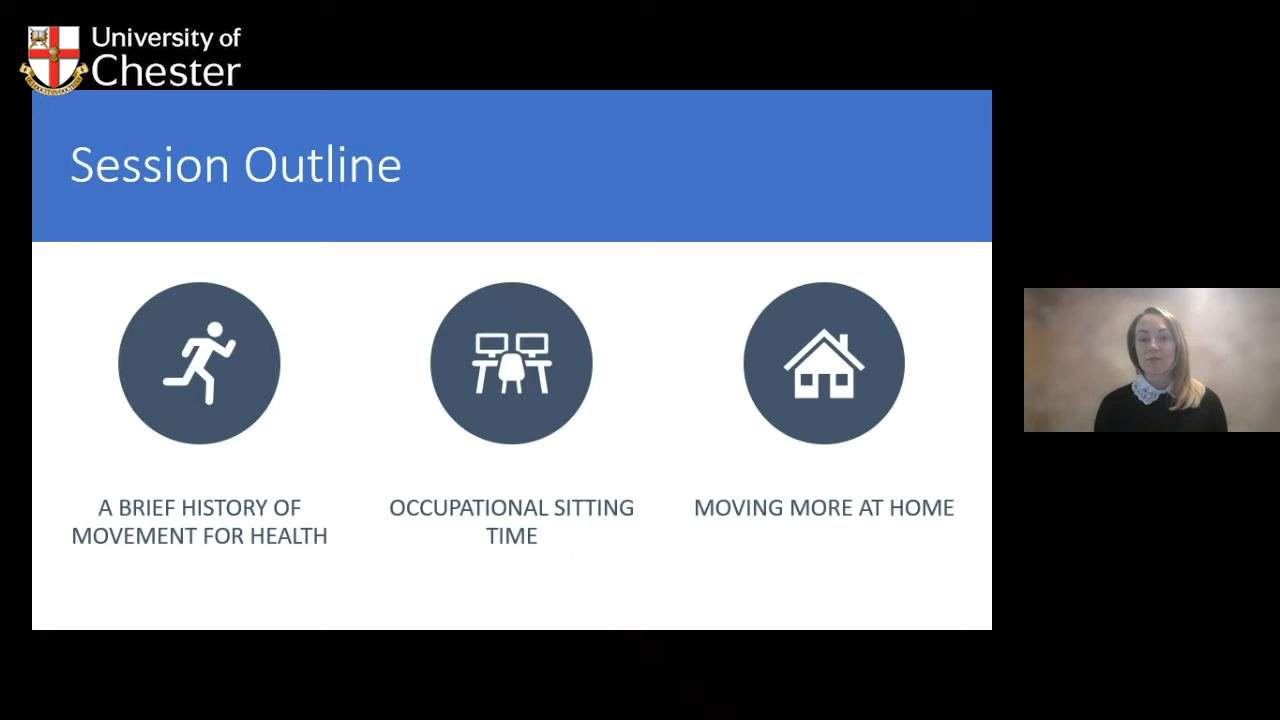 University of
Chester
Session Outline
A BRIEF HISTORY OF
MOVEMENT FOR HEALTH
OCCUPATIONAL SITTING
TIME
MOVING MORE AT HOME